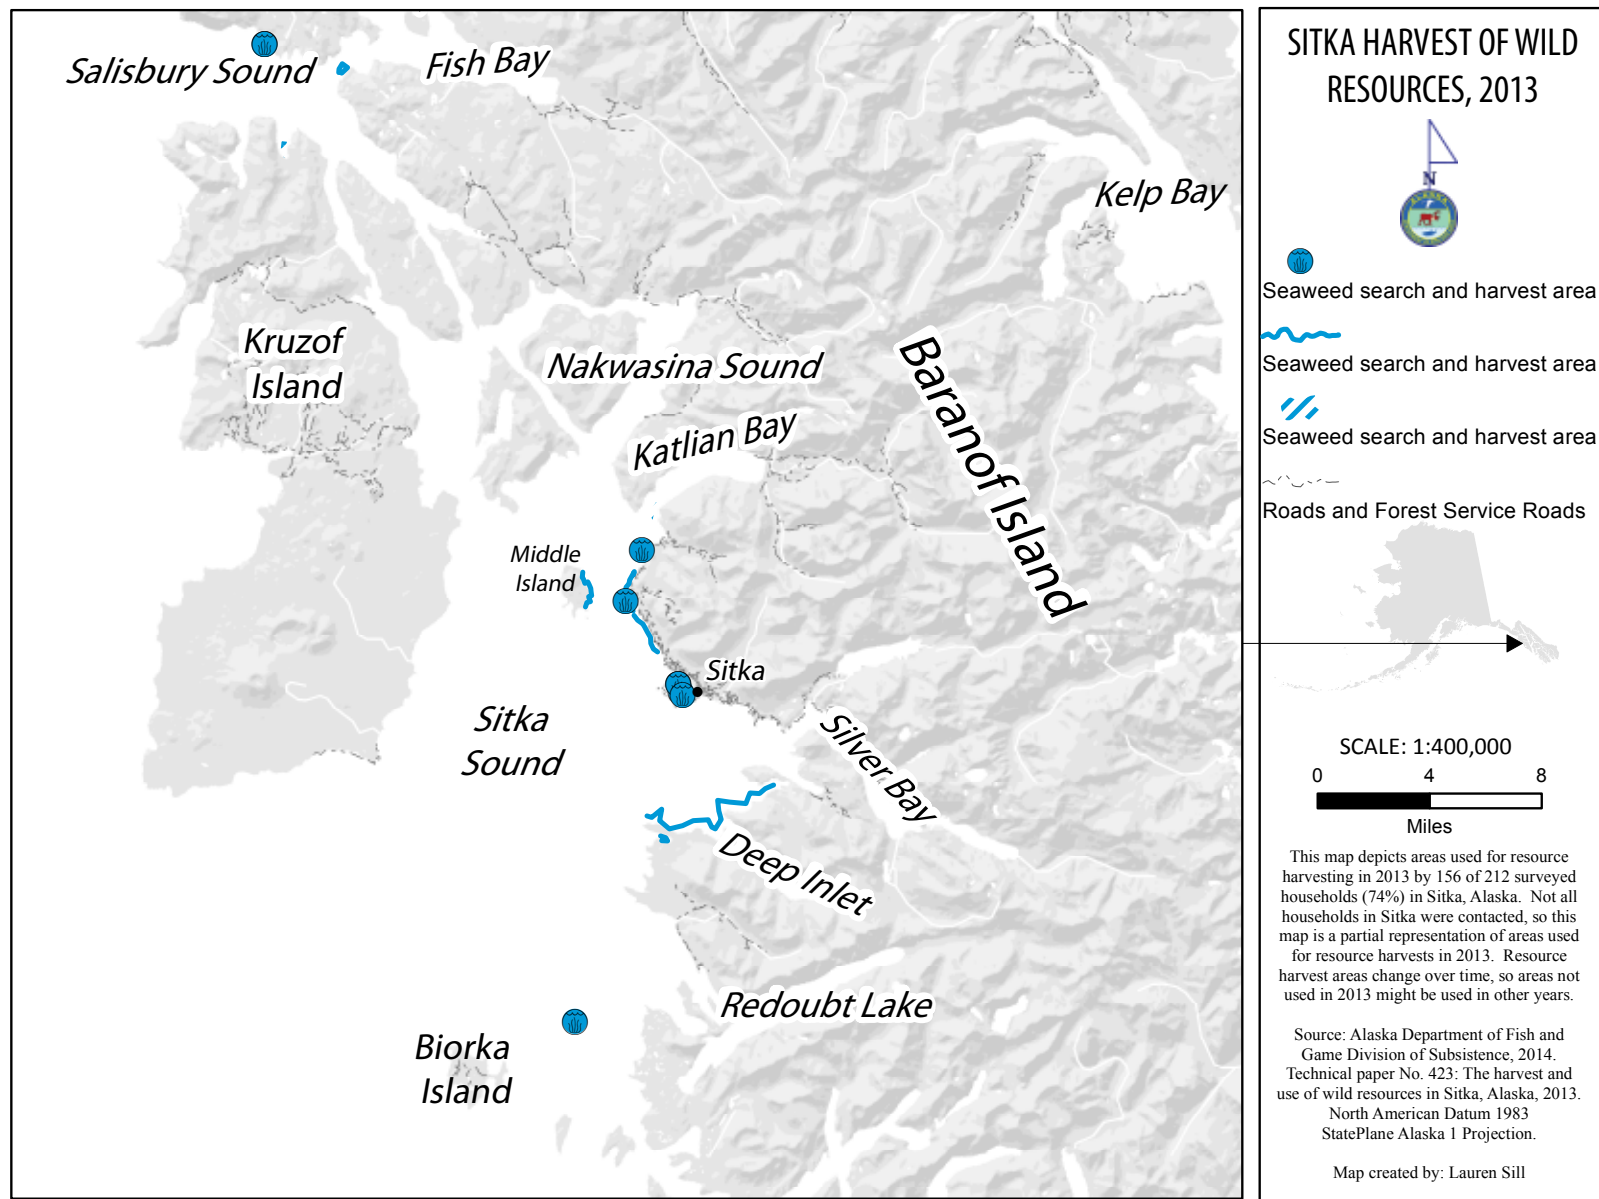 Salisbury Sound
Fish Bay
Kelp Bay
Kruzof
Island
Nakwasina Sound
Baranof Island
Katlian Bay
Middle
Island
Sitka
Sitka
Sound
Silver Bay
Deep Inlet
Redoubt Lake
Biorka
Island
SITKA HARVEST OF WILD
RESOURCES, 2013
N
Seaweed search and harvest area
Seaweed search and harvest area
Seaweed search and harvest area
Roads and Forest Service Roads
SCALE: 1:400,000
0 4 8
Miles
This map depicts areas used for resource
harvesting in 2013 by 156 of 212 surveyed
households (74%) in Sitka, Alaska. Not all
households in Sitka were contacted, so this
map is a partial representation of areas used
for resource harvests in 2013. Resource
harvest areas change over time, so areas not
used in 2013 might be used in other years.
Source: Alaska Department of Fish and
Game Division of Subsistence, 2014.
Technical paper No. 423: The harvest and
use of wild resources in Sitka, Alaska, 2013.
North American Datum 1983
StatePlane Alaska 1 Projection.
Map created by: Lauren Sill